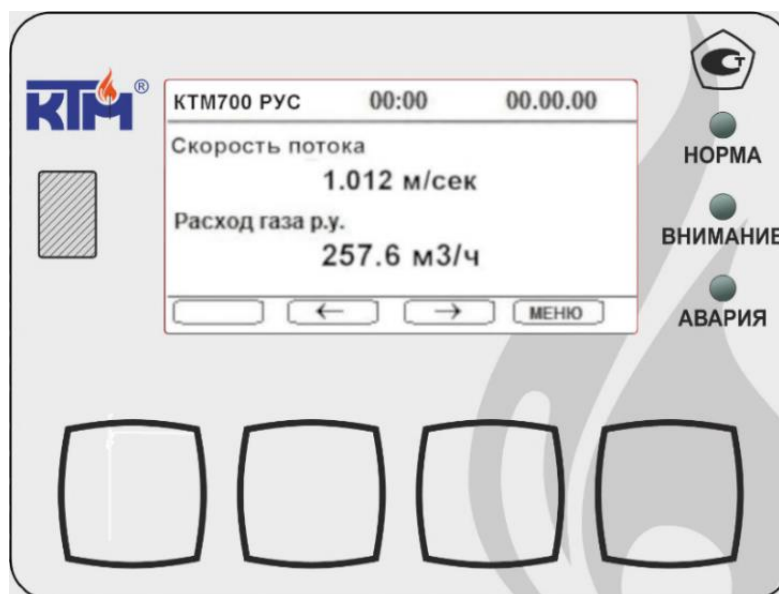 КТМ®
КТМ700 РУС 00:00 00.00.00
Скорость потока
1.012 м/сек
Расход газа р.у.
257.6 м3/ч
← → МЕНЮ
НОРМА
ВНИМАНИЕ
АВАРИЯ